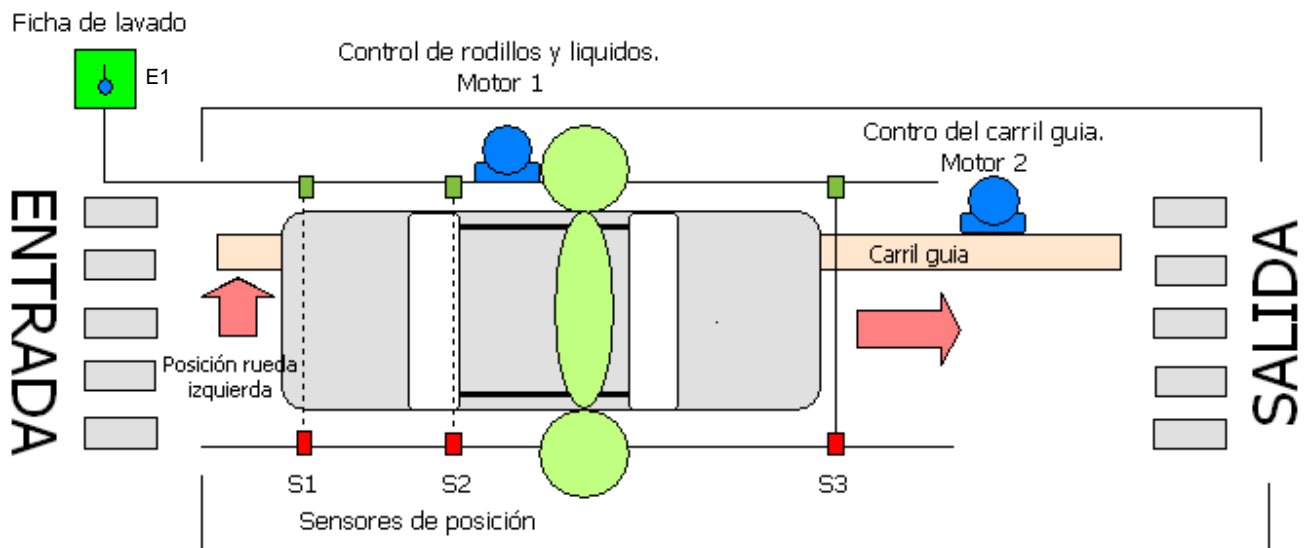 Ficha de lavado
E1
Control de rodillos y liquidos.
Motor 1
Contro del carril guia.
Motor 2
ENTRADA
Carril guia
Posición rueda
izquierda
SALIDA
S1
S2
S3
Sensores de posición